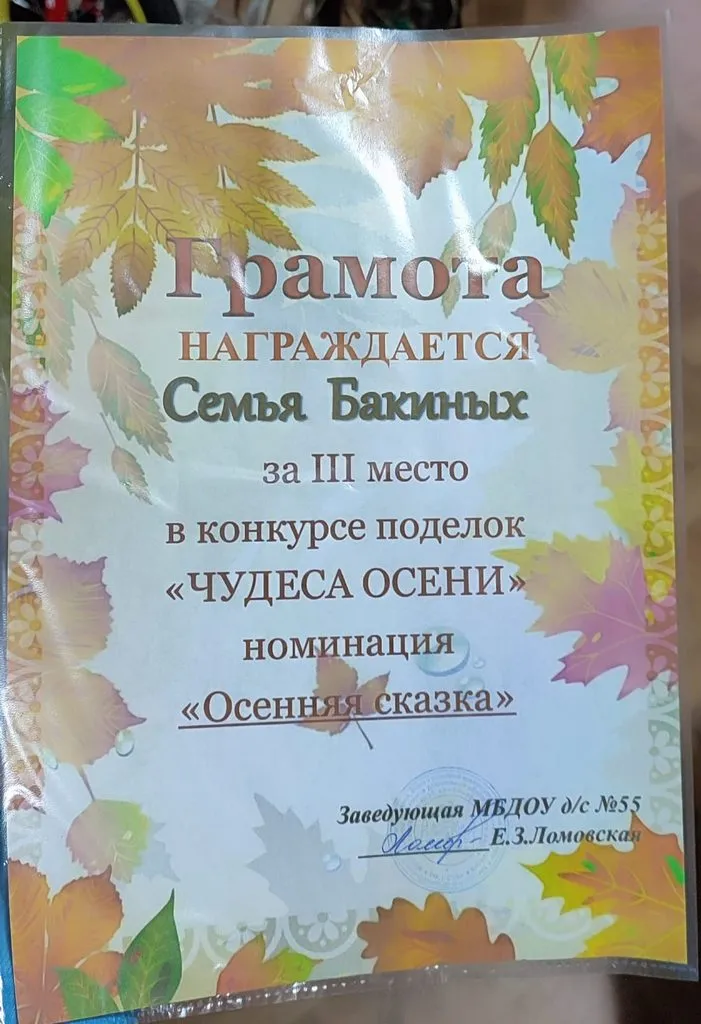 Грамота
НАГРАЖДАЕТСЯ
Семья Бакиных
за III место
в конкурсе поделок
«ЧУДЕСА ОСЕНИ»
номинация
«Осенняя сказка»
Заведующая МБДОУ д/с №55
Е.З.Ломовская